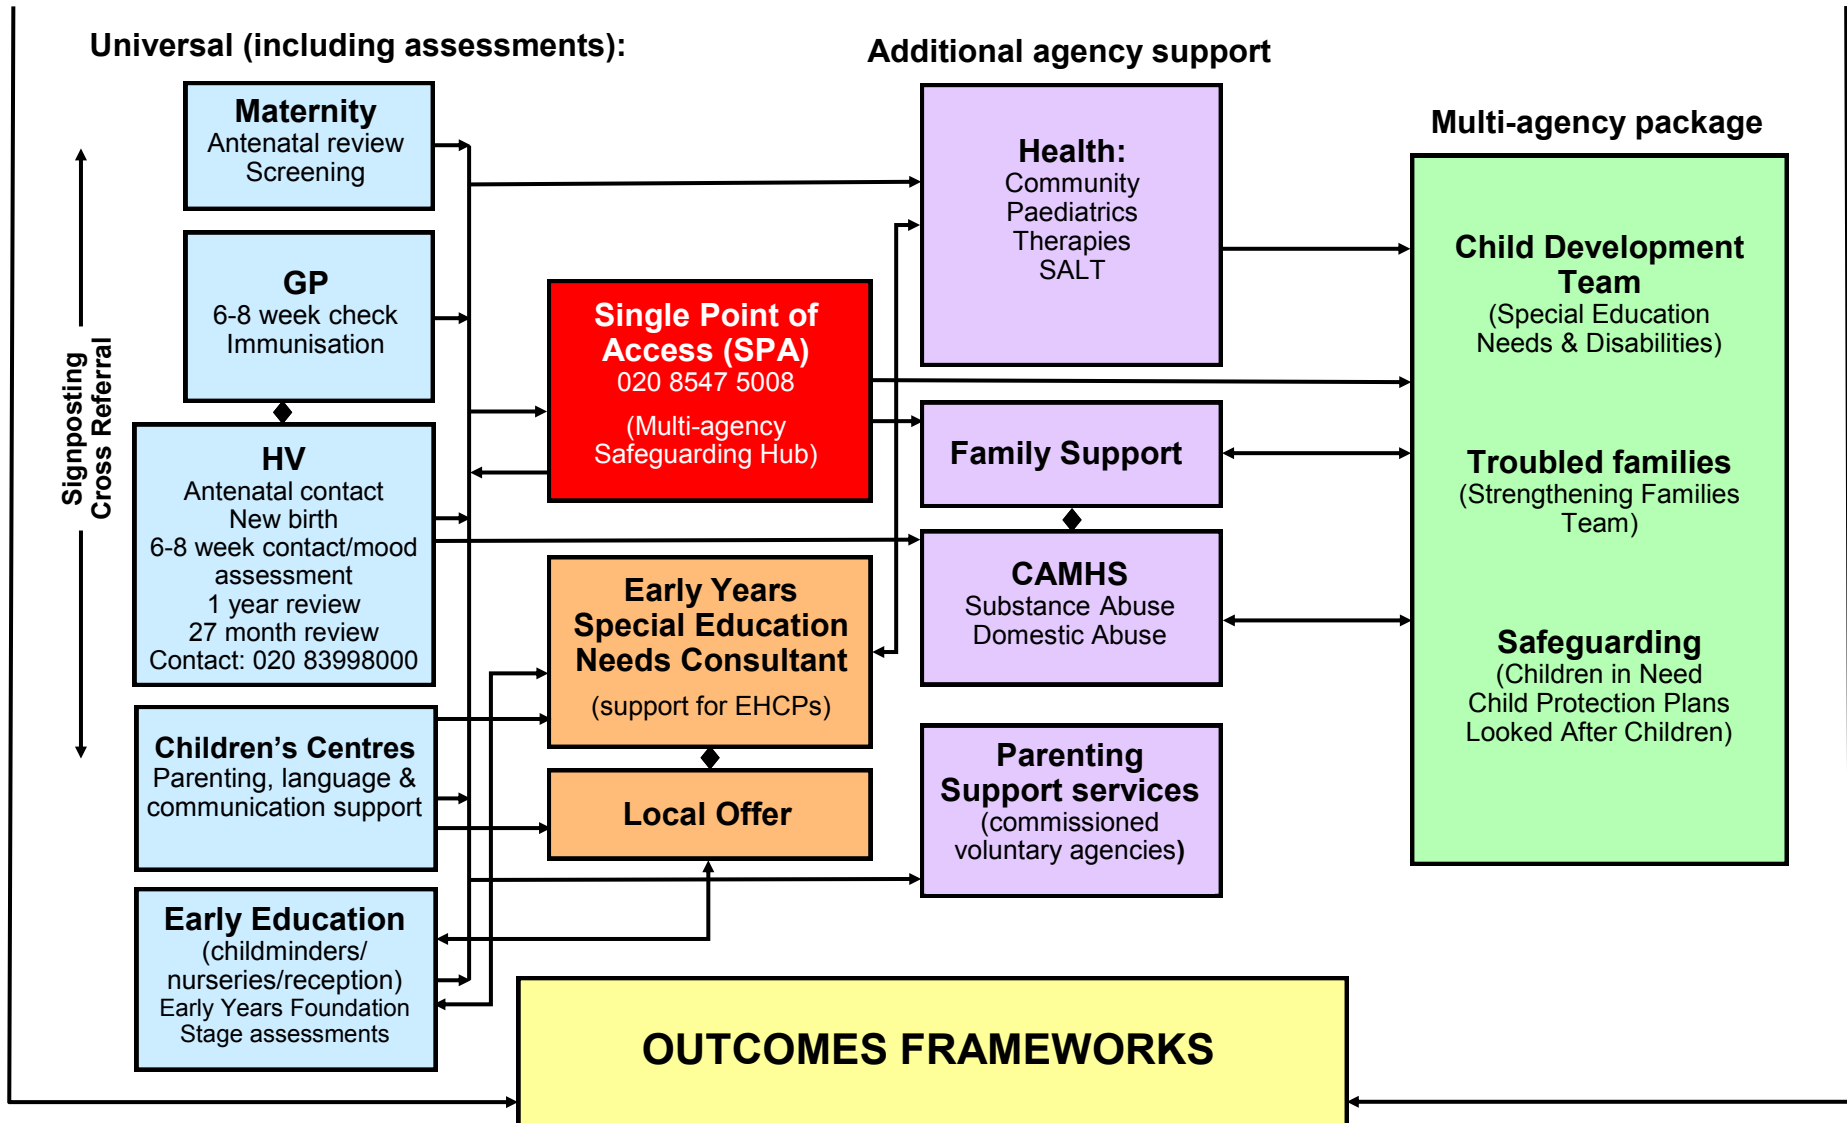 Universal (including assessments):
Additional agency support
Multi-agency package
Signposting
Cross Referral
Maternity
Antenatal review
Screening
GP
6-8 week check
Immunisation
HV
Antenatal contact
New birth
6-8 week contact/mood
assessment
1 year review
27 month review
Contact: 020 83998000
Children’s Centres
Parenting, language &
communication support
Early Education
(childminders/
nurseries/reception)
Early Years Foundation
Stage assessments
Single Point of
Access (SPA)
020 8547 5008
(Multi-agency
Safeguarding Hub)
Early Years
Special Education
Needs Consultant
(support for EHCPs)
Local Offer
Health:
Community
Paediatrics
Therapies
SALT
Family Support
CAMHS
Substance Abuse
Domestic Abuse
Parenting
Support services
(commissioned
voluntary agencies)
Child Development
Team
(Special Education
Needs & Disabilities)
Troubled families
(Strengthening Families
Team)
Safeguarding
(Children in Need
Child Protection Plans
Looked After Children)
OUTCOMES FRAMEWORKS